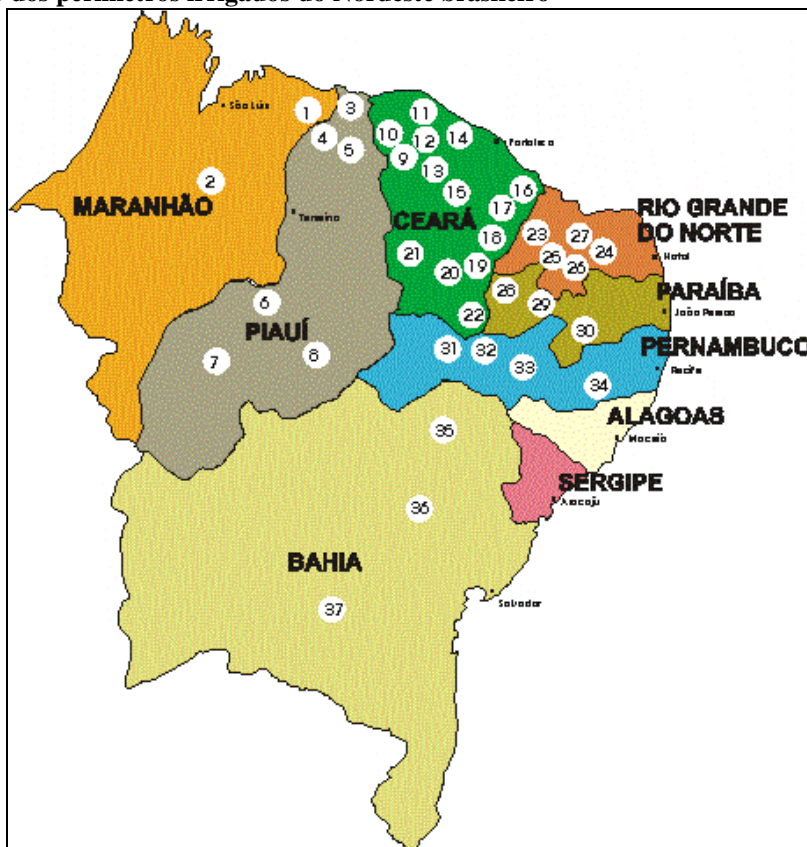 dos perímetros irrigados do Nordeste brasileiro
1
3
São Luís
11
10
12
14
Fortaleza
4
5
9
13
2
15
16
MARANHÃO
Teresina
CEARÁ
17
RIO GRANDE
DO NORTE
18
23
27
24
Natal
21
25
26
20
19
28
PARAÍBA
6
29
João Pessoa
22
30
PIAUÍ
7
8
31
32
PERNAMBUCO
33
Recife
34
ALAGOAS
35
Maceió
SERGIPE
Aracaju
36
BAHIA
37
Salvador